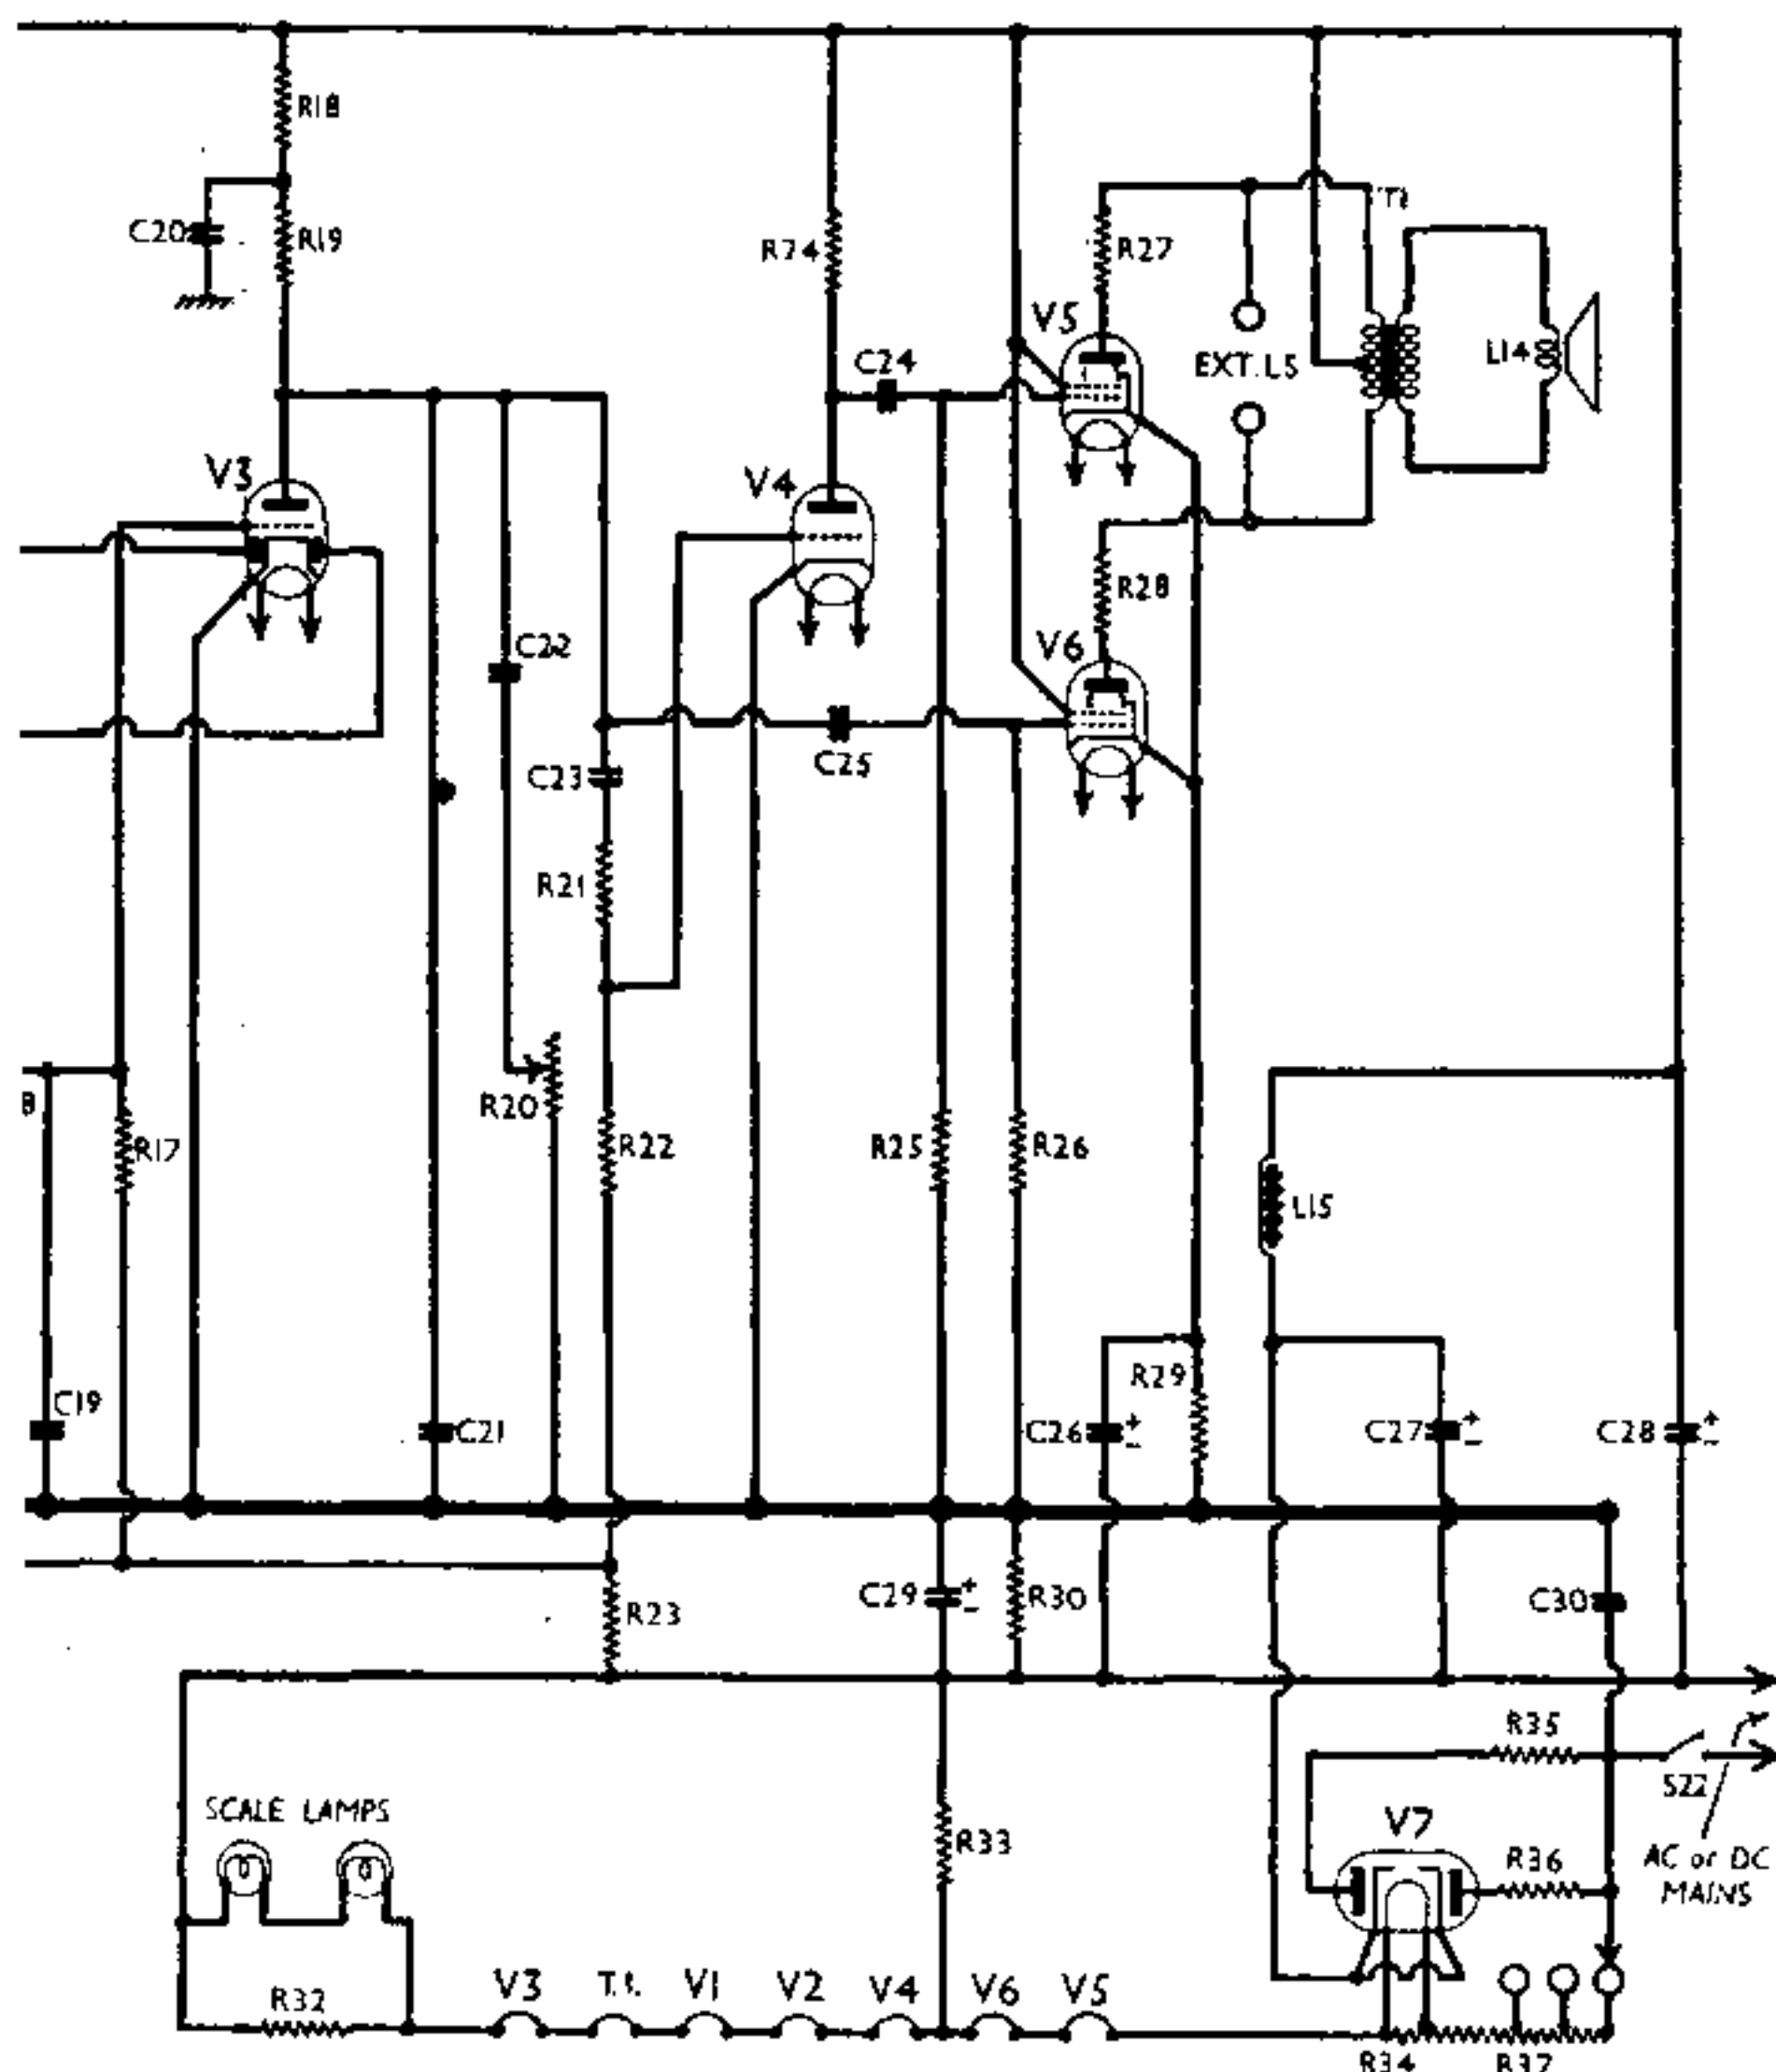 R18
C20
R19
R24
R27
T1
V5
EXT. LS
L14
C24
V3
V4
R28
V6
C22
C25
C23
R21
B
R17
R20
R22
R25
R26
L15
C19
C21
R29
C26
+
-
C27
+
-
C28
+
-
C29
+
-
R30
C30
R23
R35
S22
SCALE LAMPS
R33
V7
R36
AC or DC
MAINS
V3
T.I.
V1
V2
V4
V6
V5
R32
R34
R37